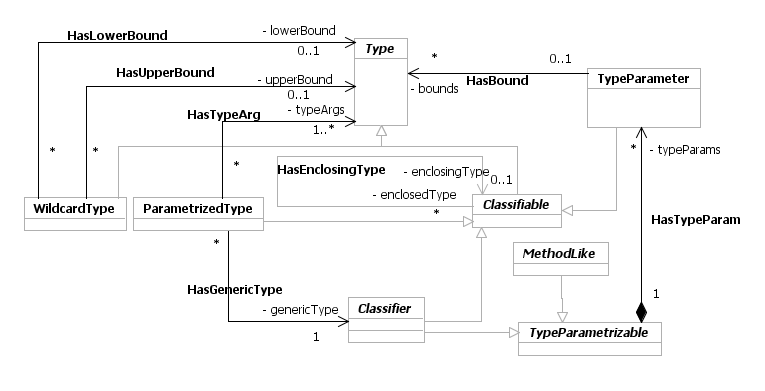 HasLowerBound
- lowerBound
0..1
Type
HasUpperBound
- upperBound
0..1
HasTypeArg
- typeArgs
1..*
*
0..1
- bounds
HasBound
TypeParameter
*
*
*
HasEnclosingType
- enclosingType
0..1
- enclosedType
*
*
- typeParams
WildcardType
ParametrizedType
Classifiable
HasTypeParam
*
MethodLike
HasGenericType
- genericType
1
Classifier
1
TypeParametrizable